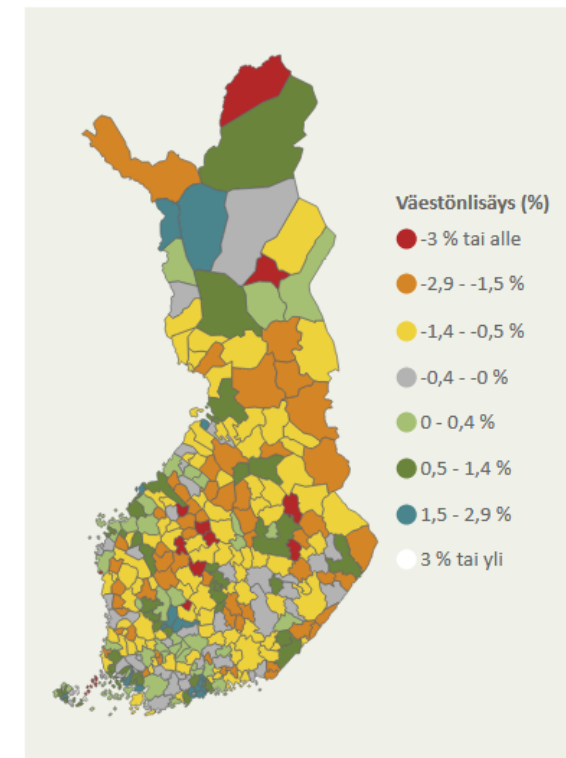 Väestönlisäys (%)
-3 % tai alle
-2,9 - -1,5 %
-1,4 - -0,5 %
-0,4 - -0 %
0 - 0,4 %
0,5 - 1,4 %
1,5 - 2,9 %
3 % tai yli